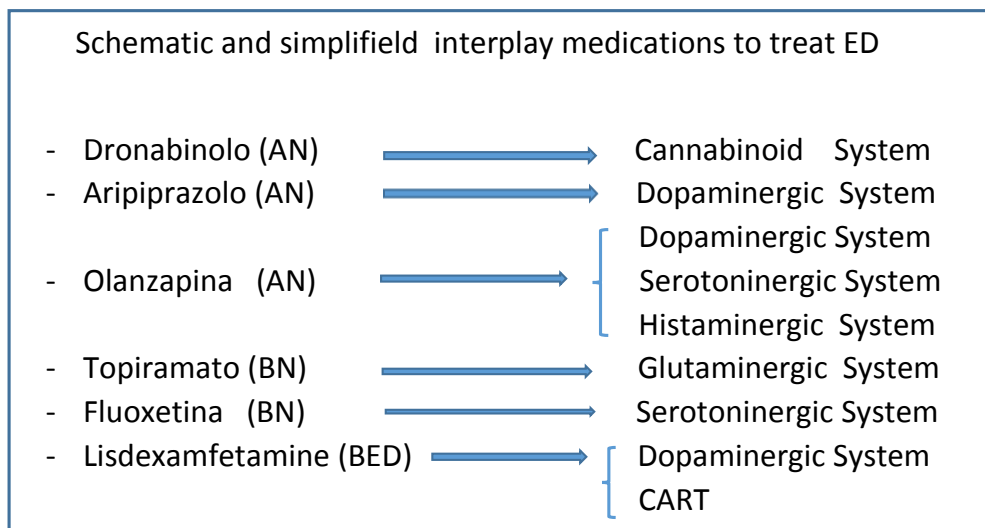 Schematic and simplifield interplay medications to treat ED
- Dronabinolo (AN) Cannabinoid System
- Aripiprazolo (AN) Dopaminergic System
Dopaminergic System
- Olanzapina (AN) Serotoninergic System
Histaminergic System
- Topiramato (BN) Glutaminergic System
- Fluoxetina (BN) Serotoninergic System
- Lisdexamfetamine (BED) Dopaminergic System
CART